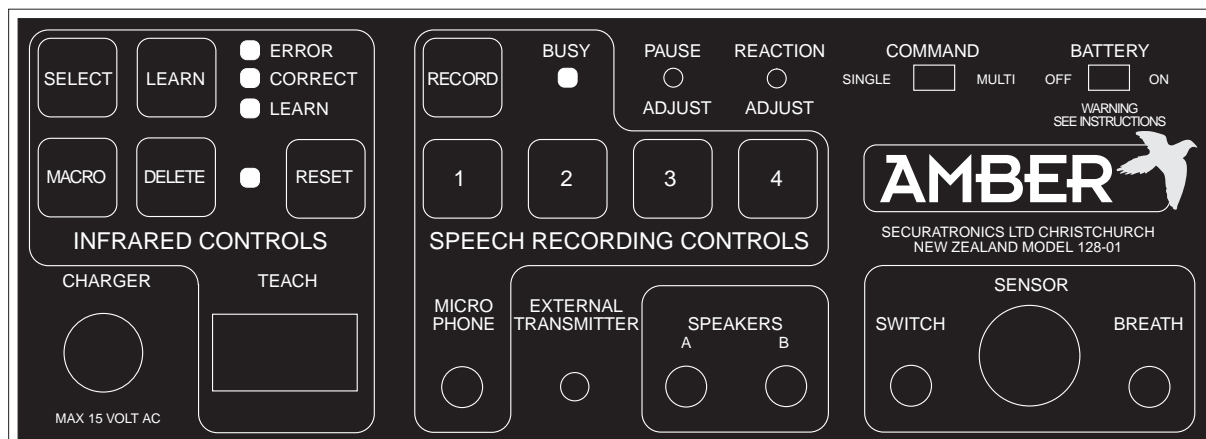 SELECT
LEARN
ERROR
CORRECT
LEARN
MACRO
DELETE
RESET
INFRARED CONTROLS
CHARGER
MAX 15 VOLT AC
TEACH
RECORD
BUSY
PAUSE
ADJUST
REACTION
ADJUST
1
2
3
4
SPEECH RECORDING CONTROLS
MICRO
PHONE
EXTERNAL
TRANSMITTER
SPEAKERS
A
B
COMMAND
SINGLE
MULTI
BATTERY
OFF
ON
WARNING
SEE INSTRUCTIONS
AMBER
SECURATRONICS LTD CHRISTCHURCH
NEW ZEALAND MODEL 128-01
SENSOR
SWITCH
BREATH